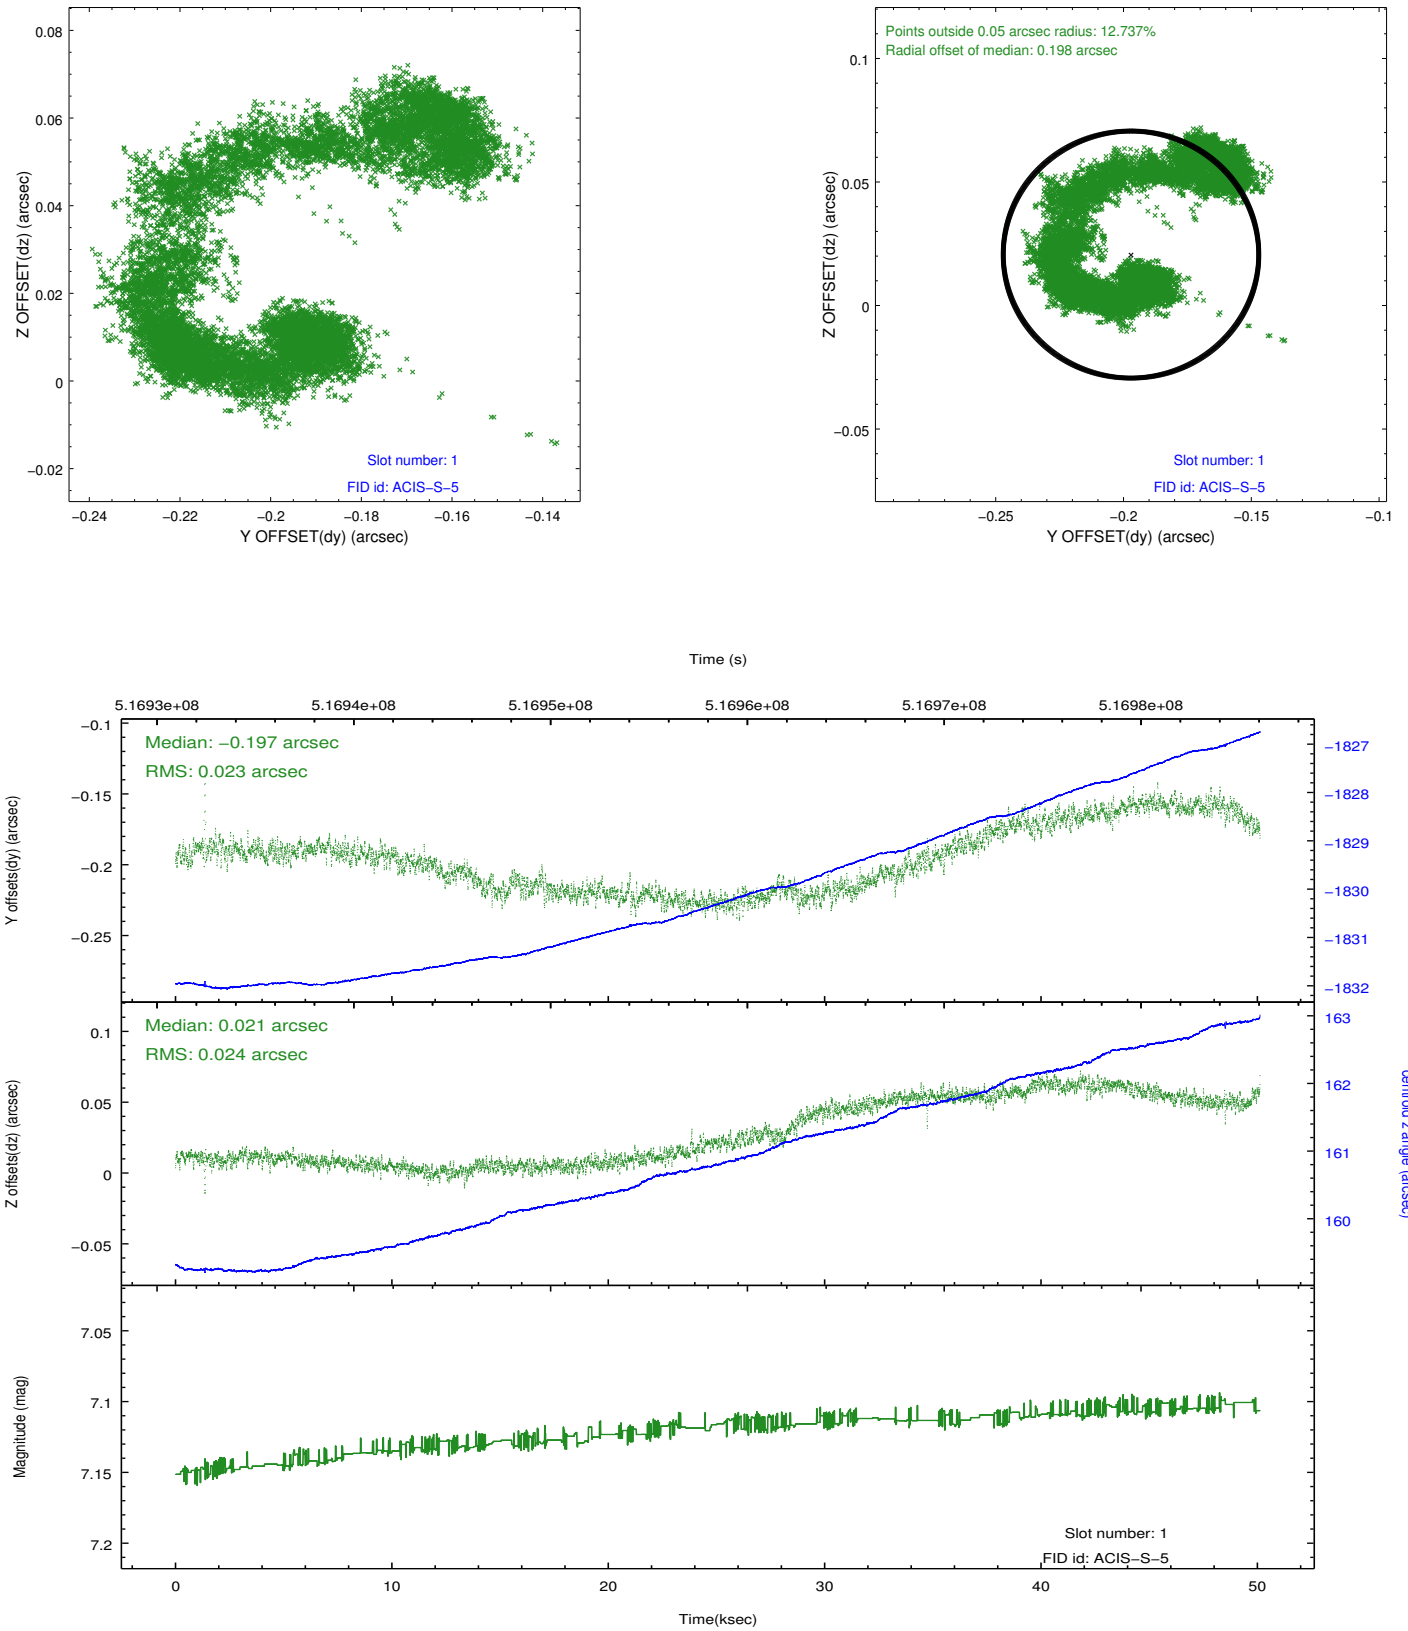 0.08
0.06
0.04
0.02
0
−0.02
Z OFFSET(dz) (arcsec)
−0.24 −0.22 −0.2 −0.18 −0.16 −0.14
Y OFFSET(dy) (arcsec)
Slot number: 1
FID id: ACIS−S−5
Points outside 0.05 arcsec radius: 12.737%
Radial offset of median: 0.198 arcsec
0.1
0.05
0
−0.05
Z OFFSET(dz) (arcsec)
−0.25 −0.2 −0.15 −0.1
Y OFFSET(dy) (arcsec)
Slot number: 1
FID id: ACIS−S−5
Time (s)
5.1693e+08 5.1694e+08 5.1695e+08 5.1696e+08 5.1697e+08 5.1698e+08
Median: −0.197 arcsec
RMS: 0.023 arcsec
−0.1
−0.15
−0.2
−0.25
Y offsets(dy) (arcsec)
−1827
−1828
−1829
−1830
−1831
−1832
Median: 0.021 arcsec
RMS: 0.024 arcsec
0.1
0.05
0
−0.05
Z offsets(dz) (arcsec)
163
162
161
160
centroid z angle (arcsec)
7.05
7.1
7.15
7.2
Magnitude (mag)
Slot number: 1
FID id: ACIS−S−5
0 10 20 30 40 50
Time(ksec)